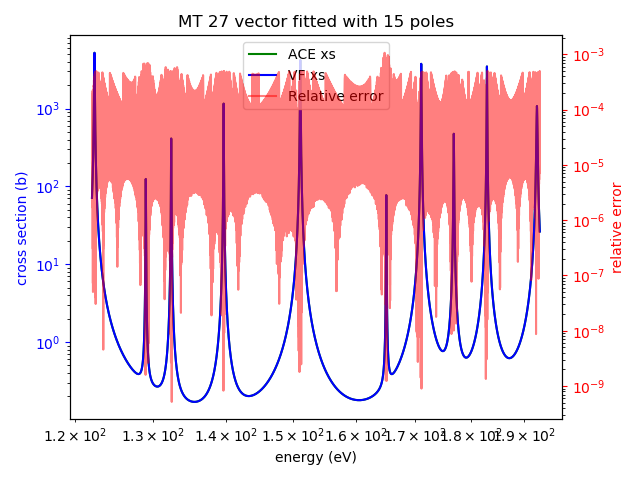 MT 27 vector fitted with 15 poles
ACE xs
VF xs
Relative error
cross section (b)
10³
10²
10¹
10⁰
10⁻³
10⁻⁴
10⁻⁵
10⁻⁶
10⁻⁷
10⁻⁸
10⁻⁹
relative error
1.2 × 10² 1.3 × 10² 1.4 × 10² 1.5 × 10² 1.6 × 10² 1.7 × 10² 1.8 × 10² 1.9 × 10²
energy (eV)